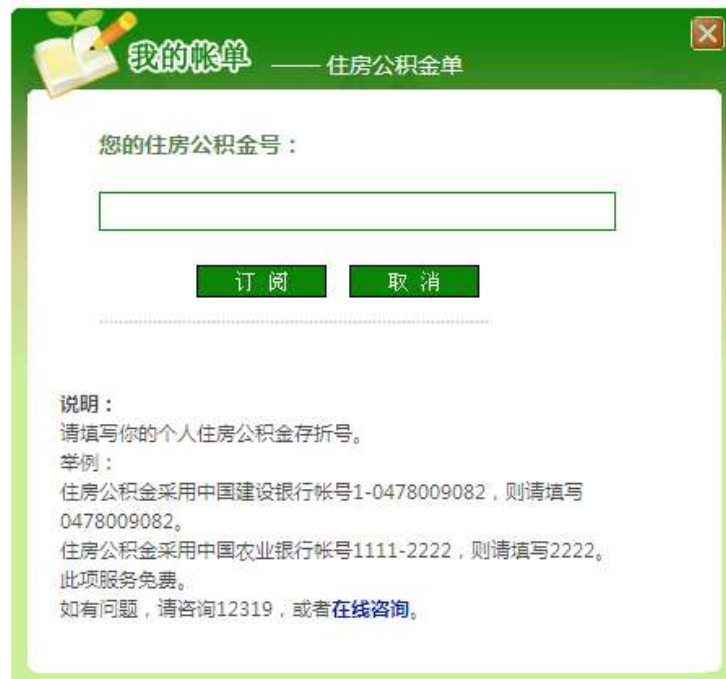 我的帐单 —— 住房公积金单
您的住房公积金号：
订 阅 取 消
说明：
请填写你的个人住房公积金存折号。
举例：
住房公积金采用中国建设银行帐号1-0478009082，则请填写
0478009082。
住房公积金采用中国农业银行帐号1111-2222，则请填写2222。
此项服务免费。
如有问题，请咨询12319，或者在线咨询。